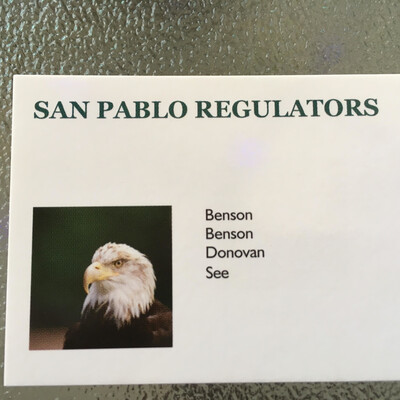 SAN PABLO REGULATORS
Benson
Benson
Donovan
See